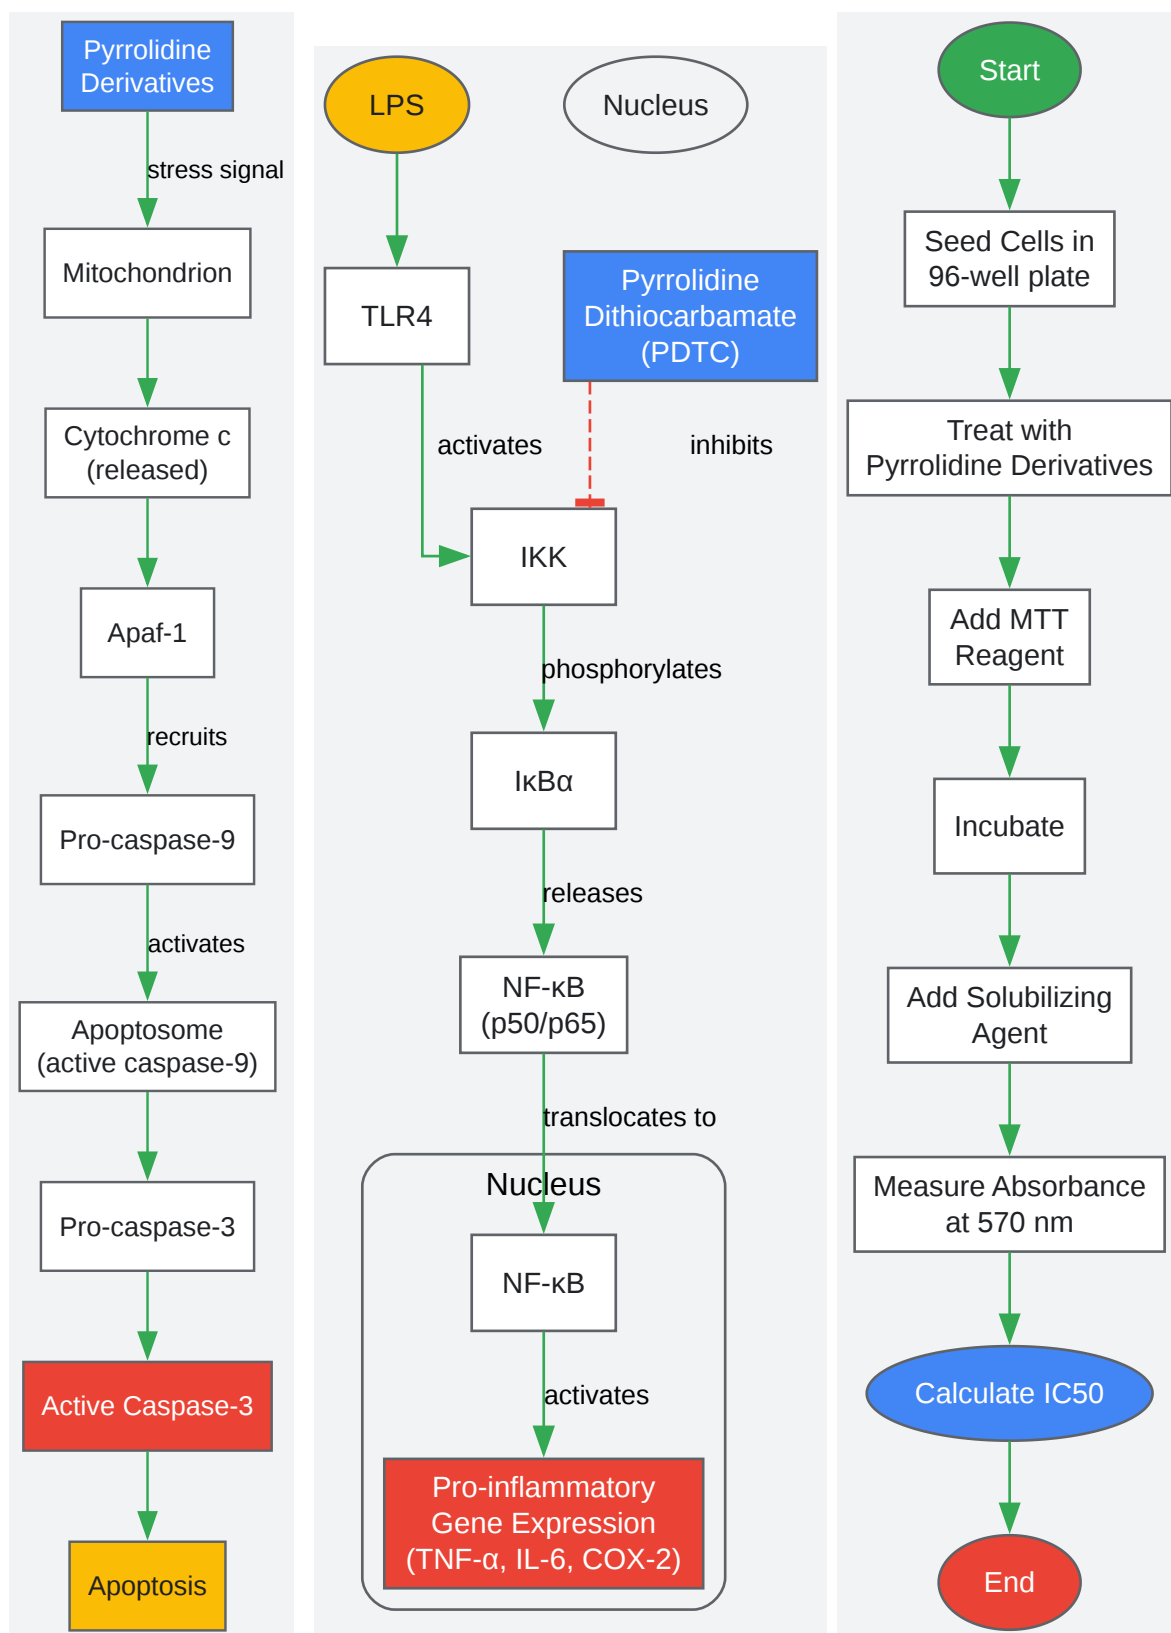 Pyrrolidine
Derivatives
stress signal
Mitochondrion
Cytochrome c
(released)
Apaf-1
recruits
Pro-caspase-9
activates
Apoptosome
(active caspase-9)
Pro-caspase-3
Active Caspase-3
Apoptosis
LPS
Nucleus
TLR4
Pyrrolidine
Dithiocarbamate
(PDTC)
activates
inhibits
IKK
phosphorylates
IκBα
releases
NF-κB
(p50/p65)
translocates to
Nucleus
NF-κB
activates
Pro-inflammatory
Gene Expression
(TNF-α, IL-6, COX-2)
Start
Seed Cells in
96-well plate
Treat with
Pyrrolidine Derivatives
Add MTT
Reagent
Incubate
Add Solubilizing
Agent
Measure Absorbance
at 570 nm
Calculate IC50
End